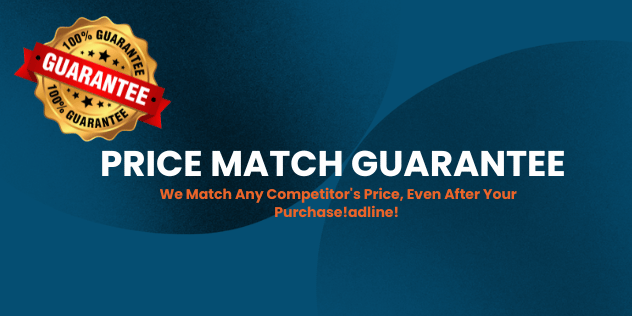 100% GUARANTEE
GUARANTEE
100% GUARANTEE
PRICE MATCH GUARANTEE
We Match Any Competitor's Price, Even After Your
Purchase!adline!